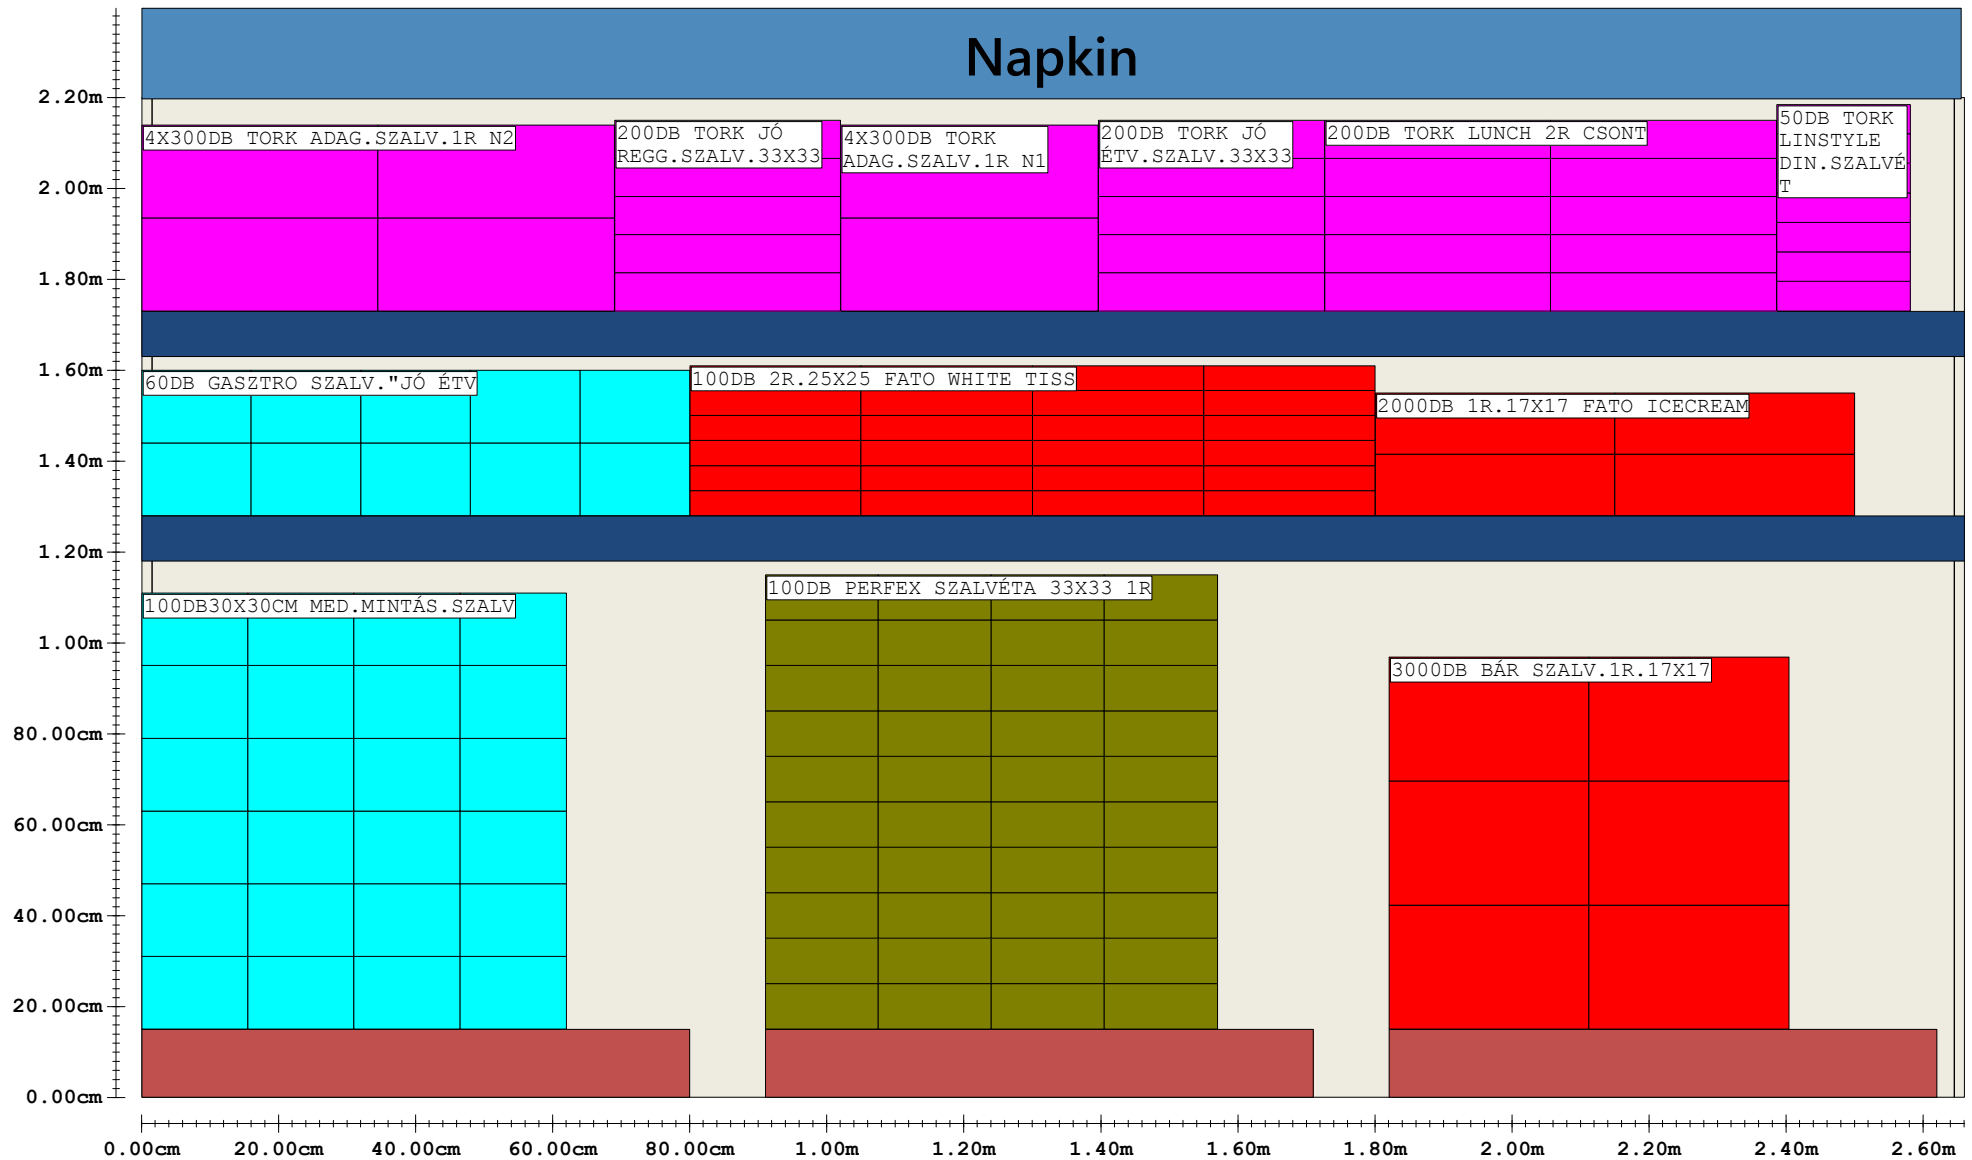 Napkin
2.20m
4X300DB TORK ADAG.SZALV.1R N2
200DB TORK JÓ
REGG.SZALV.33X33
4X300DB TORK
ADAG.SZALV.1R N1
200DB TORK JÓ
ÉTV.SZALV.33X33
200DB TORK LUNCH 2R CSONT
50DB TORK
LINSTYLE
DIN.SZALVÉ
T
2.00m
1.80m
1.60m
60DB GASZTRO SZALV."JÓ ÉTV
100DB 2R.25X25 FATO WHITE TISS
2000DB 1R.17X17 FATO ICECREAM
1.40m
1.20m
100DB30X30CM MED.MINTÁS.SZALV
100DB PERFEX SZALVÉTA 33X33 1R
3000DB BÁR SZALV.1R.17X17
1.00m
80.00cm
60.00cm
40.00cm
20.00cm
0.00cm
0.00cm 20.00cm 40.00cm 60.00cm 80.00cm 1.00m 1.20m 1.40m 1.60m 1.80m 2.00m 2.20m 2.40m 2.60m